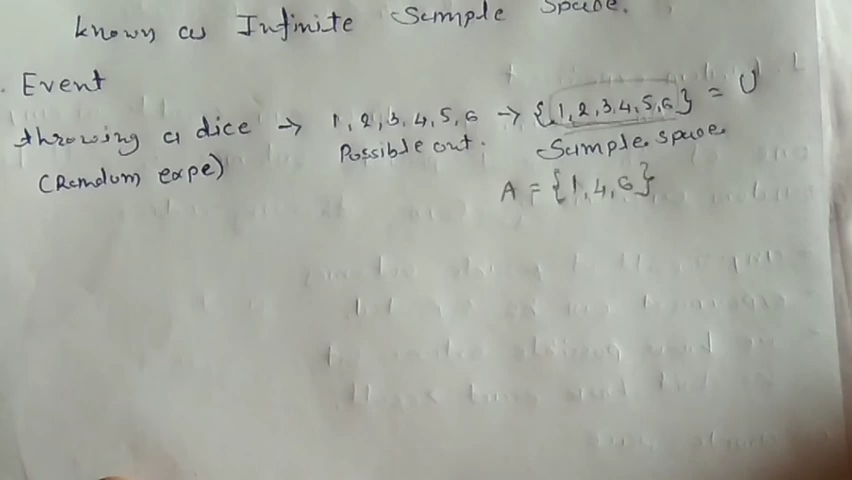 known as Infinite Sample Space.
. Event
throwing a dice → 1, 2, 3, 4, 5, 6 → {1, 2, 3, 4, 5, 6} = U
(Random expe) Possible out. Sample space
A = {1, 4, 6}